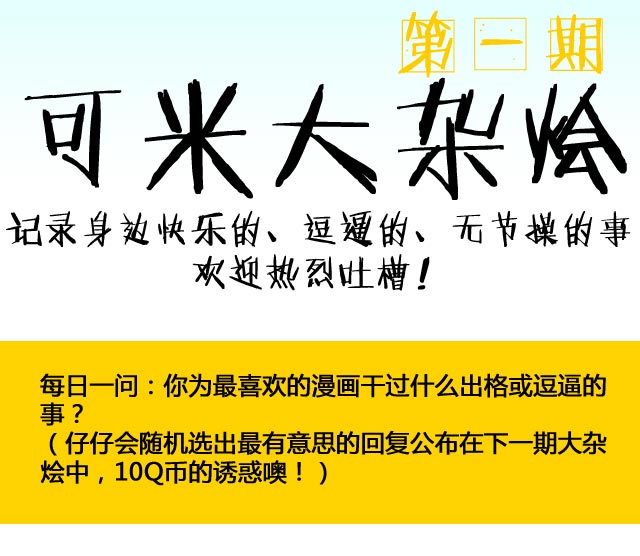 第一期
可米大杂烩
记录身边快乐的、逗逼的、无节操的事
欢迎热烈吐槽！
每日一问：你为最喜欢的漫画干过什么出格或逗逼的
事？
（仔仔会随机选出最有意思的回复公布在下一期大杂
烩中，10Q币的诱惑噢！）